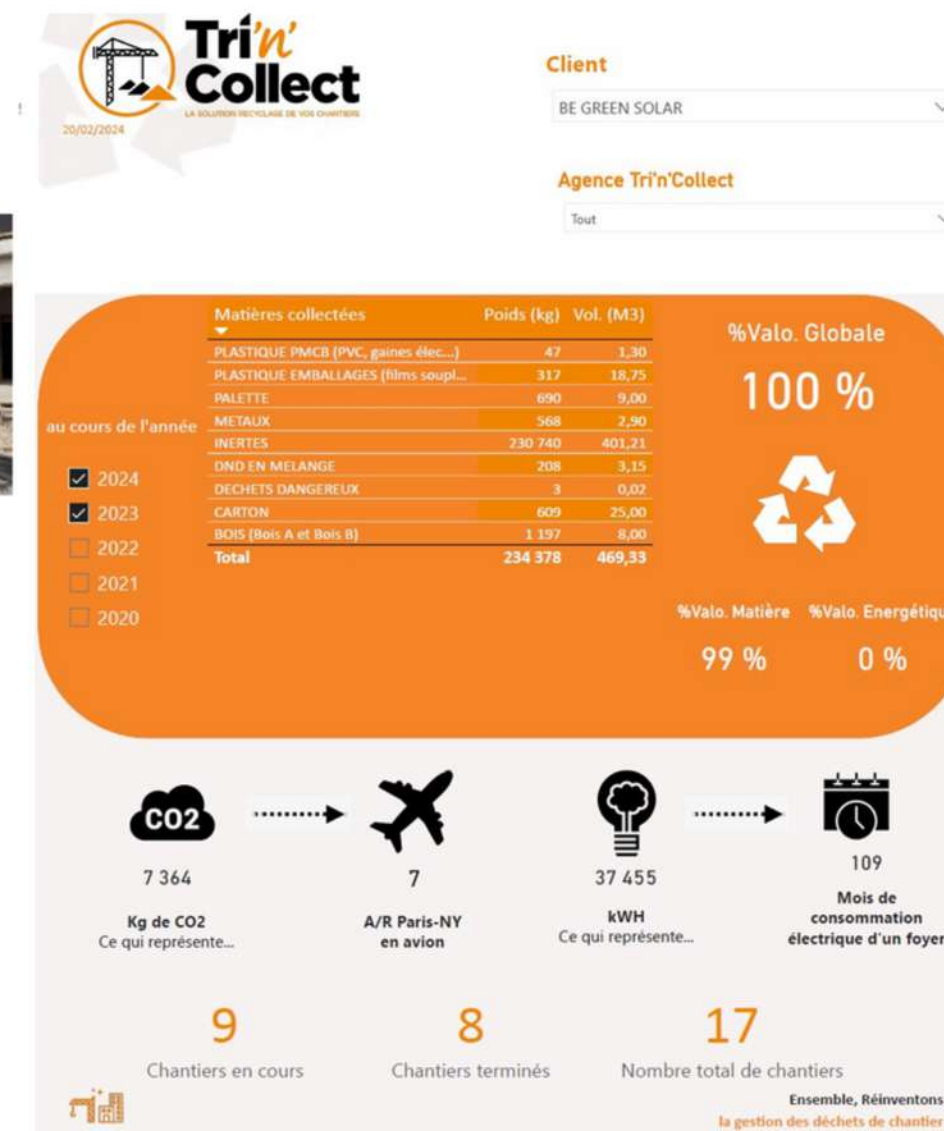 Tri'n'
Collect
LA SOLUTION RECYCLAGE DE VOS CHANTIERS
20/02/2024
!
Client
BE GREEN SOLAR
Agence Tri'n'Collect
Tout
Matières collectées Poids (kg) Vol. (M3)
PLASTIQUE PMCB (PVC, gaines élec...) 47 1,30
PLASTIQUE EMBALLAGES (films soupl... 317 18,75
PALETTE 690 9,00
METAUX 568 2,90
INERTES 230 740 401,21
DND EN MELANGE 208 3,15
DECHETS DANGEREUX 3 0,02
CARTON 609 25,00
BOIS (Bois A et Bois B) 1 197 8,00
Total 234 378 469,33
au cours de l'année
2024
2023
2022
2021
2020
%Valo. Globale
100 %
%Valo. Matière %Valo. Energétiqu
99 % 0 %
CO2
7 364
Kg de CO2
Ce qui représente...
7
A/R Paris-NY
en avion
37 455
kWH
Ce qui représente...
109
Mois de
consommation
électrique d'un foyer
9
Chantiers en cours
8
Chantiers terminés
17
Nombre total de chantiers
Ensemble, Réinventons
la gestion des déchets de chantier